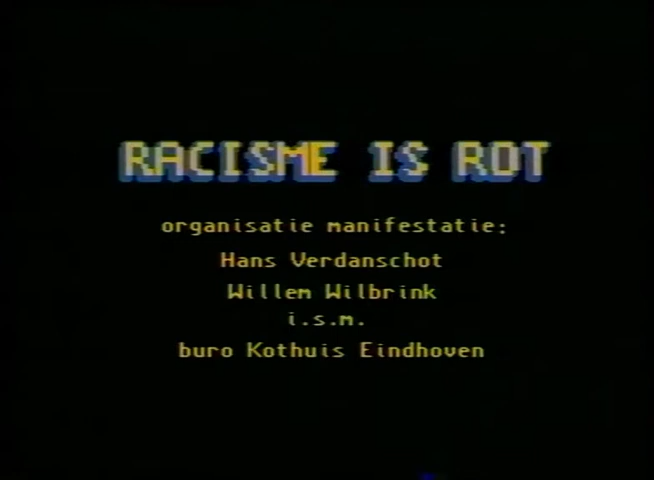 RACISME IS ROT
organisatie manifestatie:
Hans Verdanschot
Willem Wilbrink
i.s.m.
buro Kothuis Eindhoven